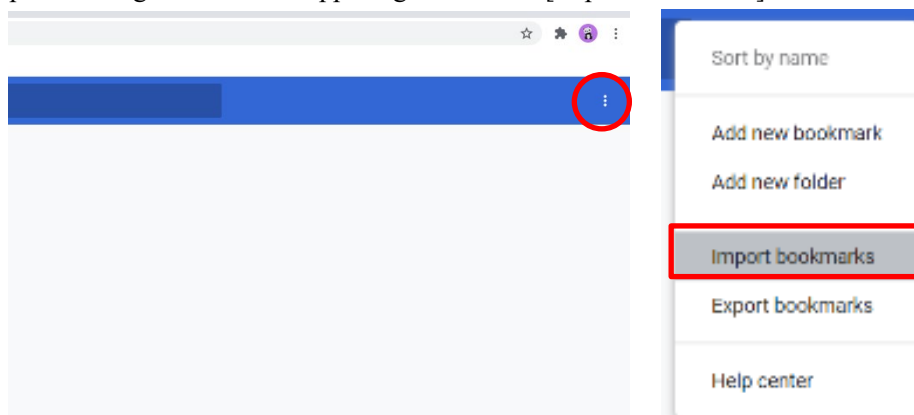 Sort by name
Add new bookmark
Add new folder
Import bookmarks
Export bookmarks
Help center